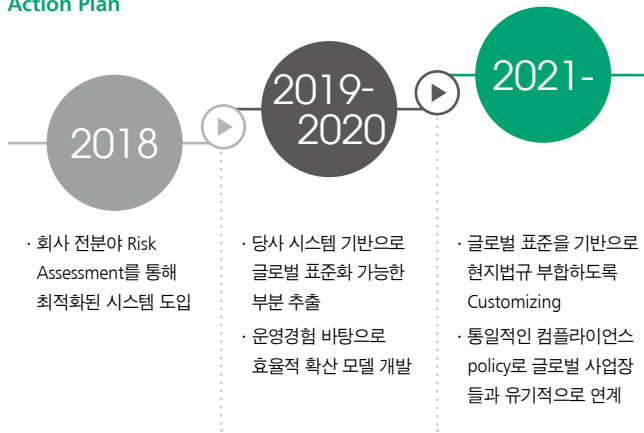 Action Plan
2018
2019-
2020
2021-
· 회사 전분야 Risk
Assessment를 통해
최적화된 시스템 도입
· 당사 시스템 기반으로
글로벌 표준화 가능한
부분 추출
· 운영경험 바탕으로
효율적 확산 모델 개발
· 글로벌 표준을 기반으로
현지법규 부합하도록
Customizing
· 통일적인 컴플라이언스
policy로 글로벌 사업장
들과 유기적으로 연계